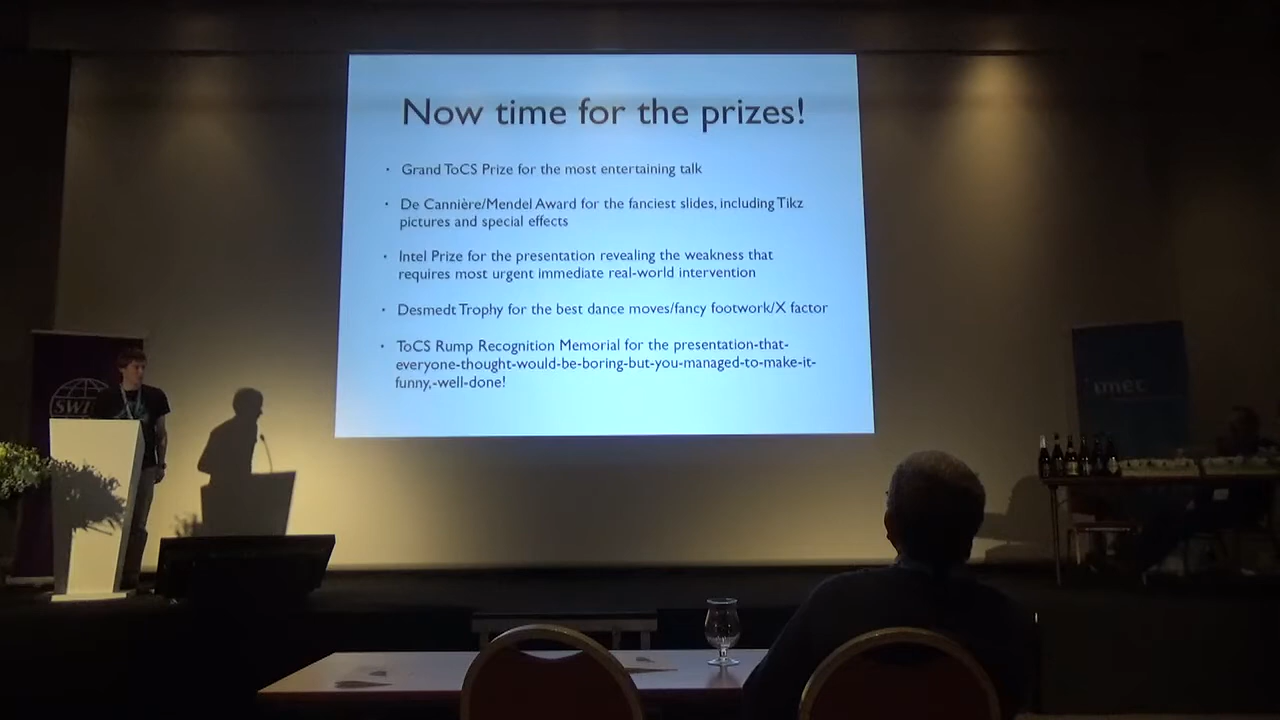 Now time for the prizes!
• Grand ToCS Prize for the most entertaining talk
• De Cannière/Mendel Award for the fanciest slides, including Tikz
pictures and special effects
• Intel Prize for the presentation revealing the weakness that
requires most urgent immediate real-world intervention
• Desmedt Trophy for the best dance moves/fancy footwork/X factor
• ToCS Rump Recognition Memorial for the presentation-that-
everyone-thought-would-be-boring-but-you-managed-to-make-it-
funny,-well-done!
SWI
imec